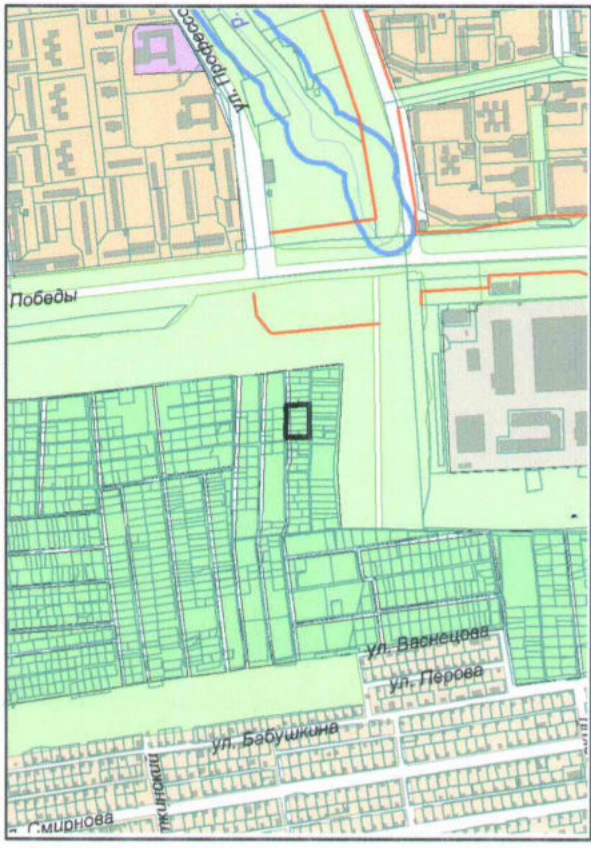 ул. Професс
р.
Победы
ул. Васнецова
ул. Перова
ул. Бабушкина
Смирнова